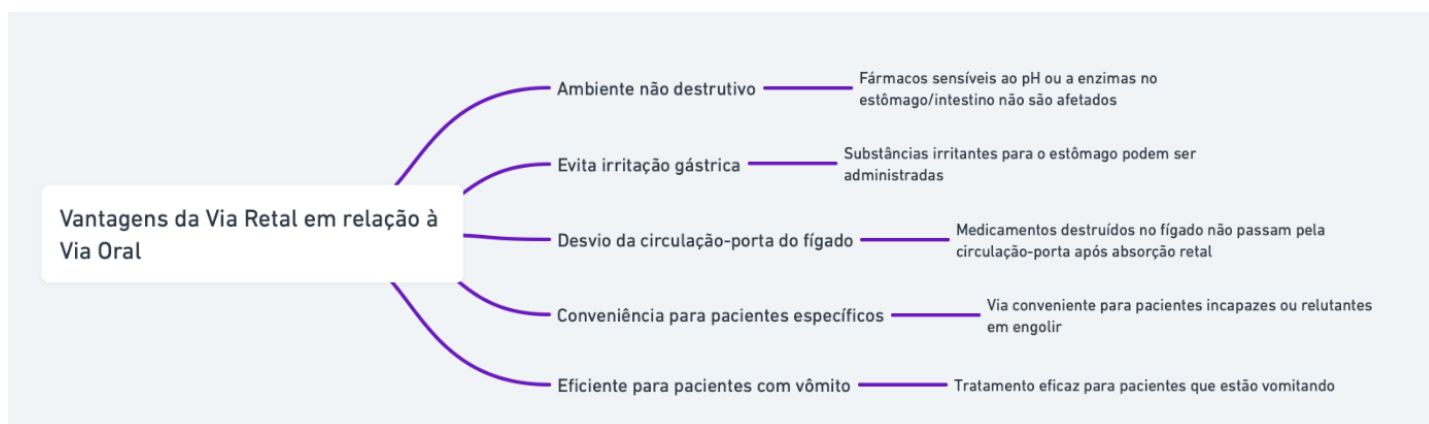 Vantagens da Via Retal em relação à
Via Oral
Ambiente não destrutivo
Fármacos sensíveis ao pH ou a enzimas no
estômago/intestino não são afetados
Evita irritação gástrica
Substâncias irritantes para o estômago podem ser
administradas
Desvio da circulação-porta do fígado
Medicamentos destruídos no fígado não passam pela
circulação-porta após absorção retal
Conveniência para pacientes específicos
Via conveniente para pacientes incapazes ou relutantes
em engolir
Eficiente para pacientes com vômito
Tratamento eficaz para pacientes que estão vomitando